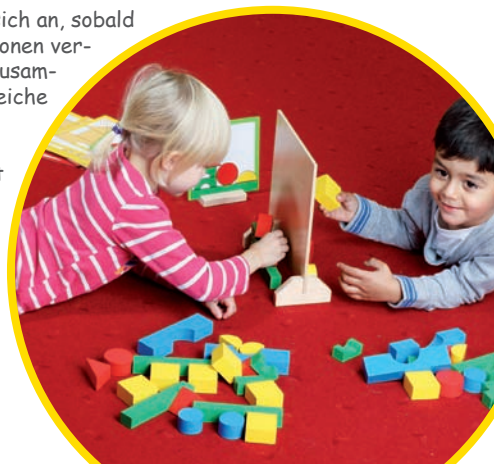 ich an, sobald
onen ver-
usam-
eiche